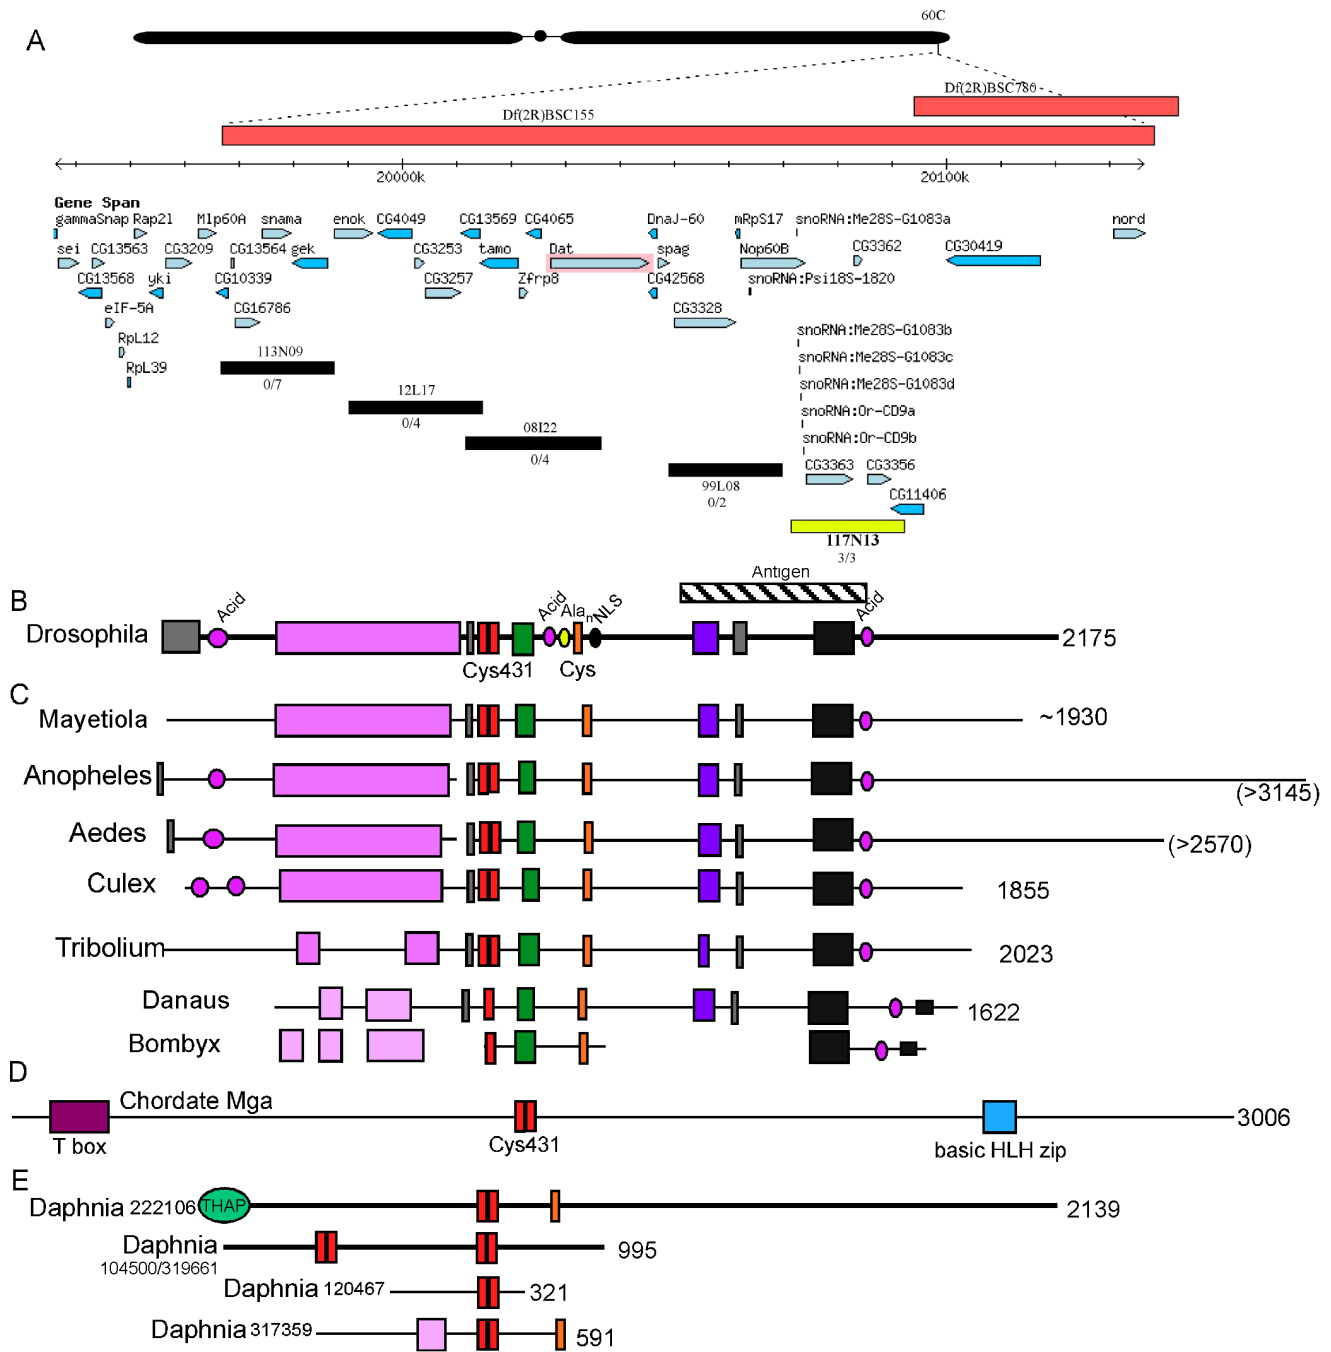 A
60C
Df(2R)BSC780
Df(2R)BSC155
20000k
20100k
Gene Span
gammaSnap Rap21 Mlp60A snama enok CG4049 CG13569 CG4065 DnaJ-60 mRpS17 snoRNA:Me28S-G1083a nord
sei CG13563 CG3209 CG13564 gek CG3253 tamo Dat spag Nop60B CG3362 CG30419
CG13568 yki CG10339 CG3257 Zfrp8 CG42568 snoRNA:Psi18S-1820
eIF-5A CG16786 CG3328
RpL12
snoRNA:Me28S-G1083b
113N09
snoRNA:Me28S-G1083c
RpL39
0/7
snoRNA:Me28S-G1083d
12L17
snoRNA:Or-CD9a
0/4
08I22
snoRNA:Or-CD9b
0/4
CG3363 CG3356
99L08
CG11406
0/2
117N13
3/3
Antigen
B
Acid Acid Ala n NLS Acid
Drosophila 2175
Cys431 Cys
C
Mayetiola ~1930
Anopheles
(>3145)
Aedes (>2570)
Culex 1855
Tribolium 2023
Danaus 1622
Bombyx
D
Chordate Mga 3006
T box Cys431 basic HLH zip
E
Daphnia 222106 THAP 2139
Daphnia 995
104500/319661
Daphnia 120467 321
Daphnia 317359 591